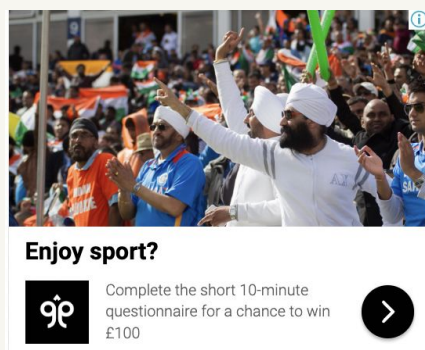 Enjoy sport?
Complete the short 10-minute
questionnaire for a chance to win
£100